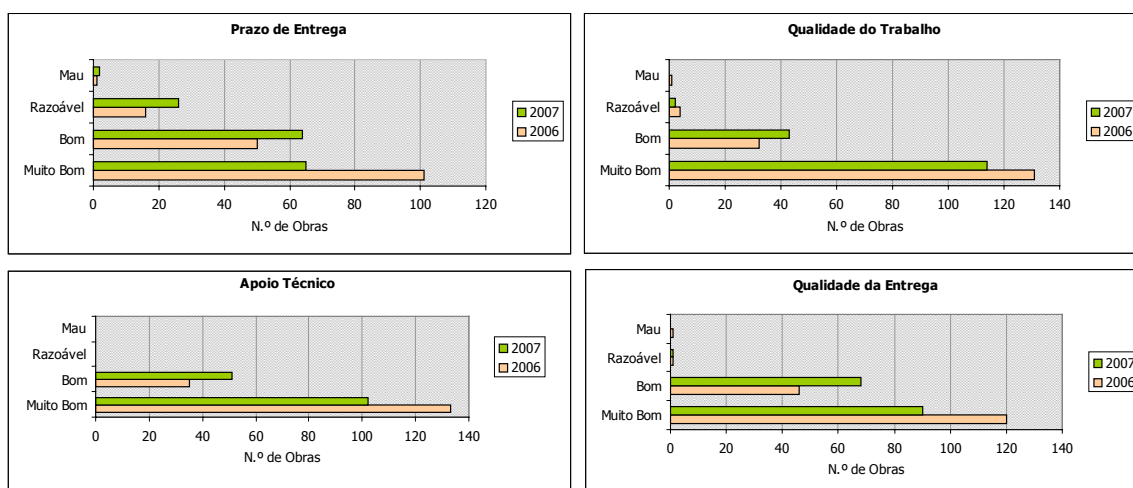 Prazo de Entrega
Mau
Razoável
Bom
Muito Bom
0 20 40 60 80 100 120
N.º de Obras
2007
2006
Qualidade do Trabalho
Mau
Razoável
Bom
Muito Bom
0 20 40 60 80 100 120 140
N.º de Obras
2007
2006
Apoio Técnico
Mau
Razoável
Bom
Muito Bom
0 20 40 60 80 100 120 140
N.º de Obras
2007
2006
Qualidade da Entrega
Mau
Razoável
Bom
Muito Bom
0 20 40 60 80 100 120 140
N.º de Obras
2007
2006